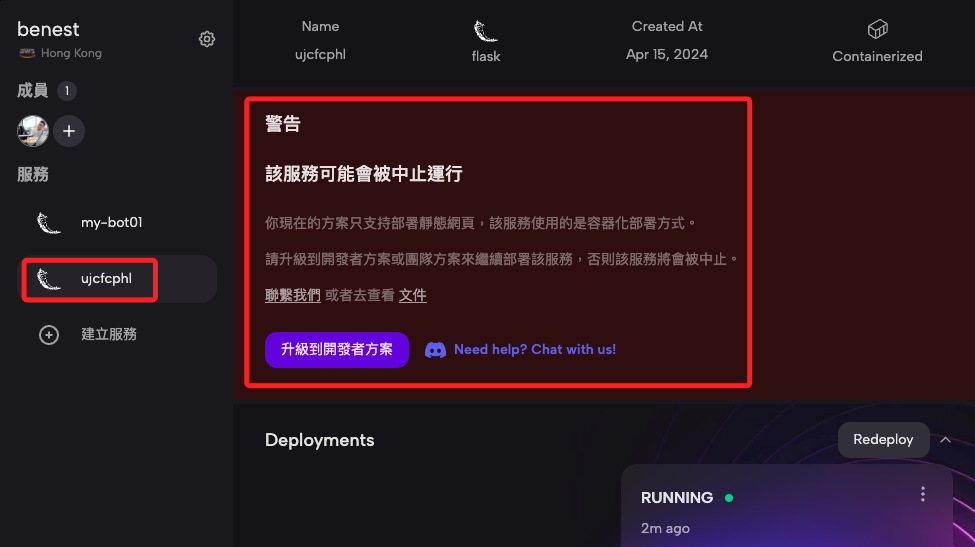 benest
aws Hong Kong
成員 1
服務
my-bot01
ujcfcphl
建立服務
Name
ujcfcphl
flask
Created At
Apr 15, 2024
Containerized
警告
該服務可能會被中止運行
你現在的方案只支持部署靜態網頁，該服務使用的是容器化部署方式。
請升級到開發者方案或團隊方案來繼續部署該服務，否則該服務將會被中止。
聯繫我們 或者去查看 文件
升級到開發者方案 Need help? Chat with us!
Deployments
Redeploy
RUNNING
2m ago